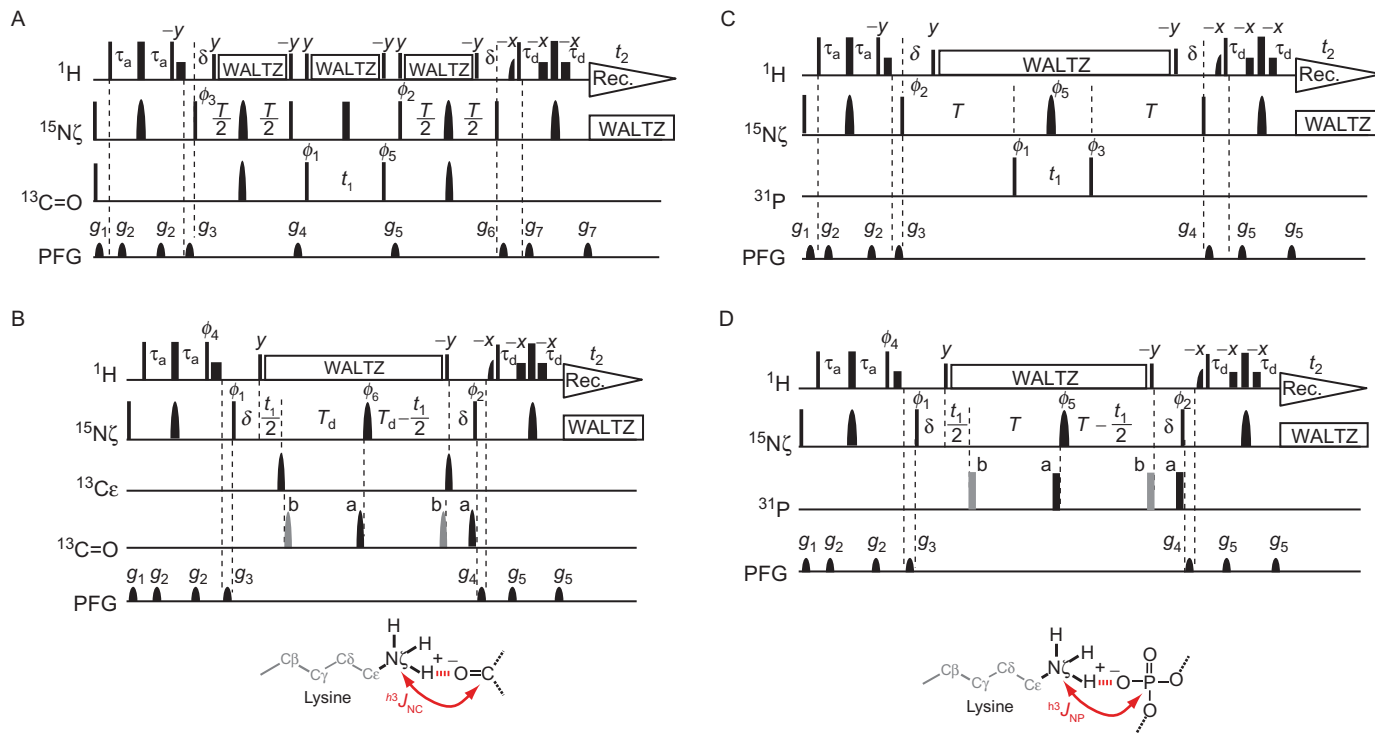 A
–y y –y y –y y –y –x –x –x t₂
τa τa δ WALTZ WALTZ WALTZ δ τd τd
¹H Rec.
ϕ₃ T/2 T/2 ϕ₂ T/2 T/2
¹⁵Nζ WALTZ
ϕ₁ t₁ ϕ₅
¹³C=O
g₁ g₂ g₂ g₃ g₄ g₅ g₆ g₇ g₇
PFG
B
ϕ₄ y –y –x –x –x t₂
τa τa WALTZ τd τd
¹H Rec.
ϕ₁ δ t₁/2 Td ϕ₆ Td – t₁/2 δ ϕ₂
¹⁵Nζ WALTZ
¹³Cε
b a b a
¹³C=O
g₁ g₂ g₂ g₃ g₄ g₅ g₅
PFG
H
Cβ Cδ Nζ H + –
Cγ Cε H O=C
Lysine
h3JNC
C
–y y –y –x –x –x t₂
τa τa δ WALTZ δ τd τd
¹H Rec.
ϕ₂ T ϕ₅ T
¹⁵Nζ WALTZ
ϕ₁ t₁ ϕ₃
³¹P
g₁ g₂ g₂ g₃ g₄ g₅ g₅
PFG
D
ϕ₄ y –y –x –x –x t₂
τa τa WALTZ τd τd
¹H Rec.
ϕ₁ δ t₁/2 T ϕ₅ T – t₁/2 δ ϕ₂
¹⁵Nζ WALTZ
b a b a
³¹P
g₁ g₂ g₂ g₃ g₄ g₅ g₅
PFG
H O
Cβ Cδ Nζ H + –
Cγ Cε H O P O
Lysine O
h3JNP